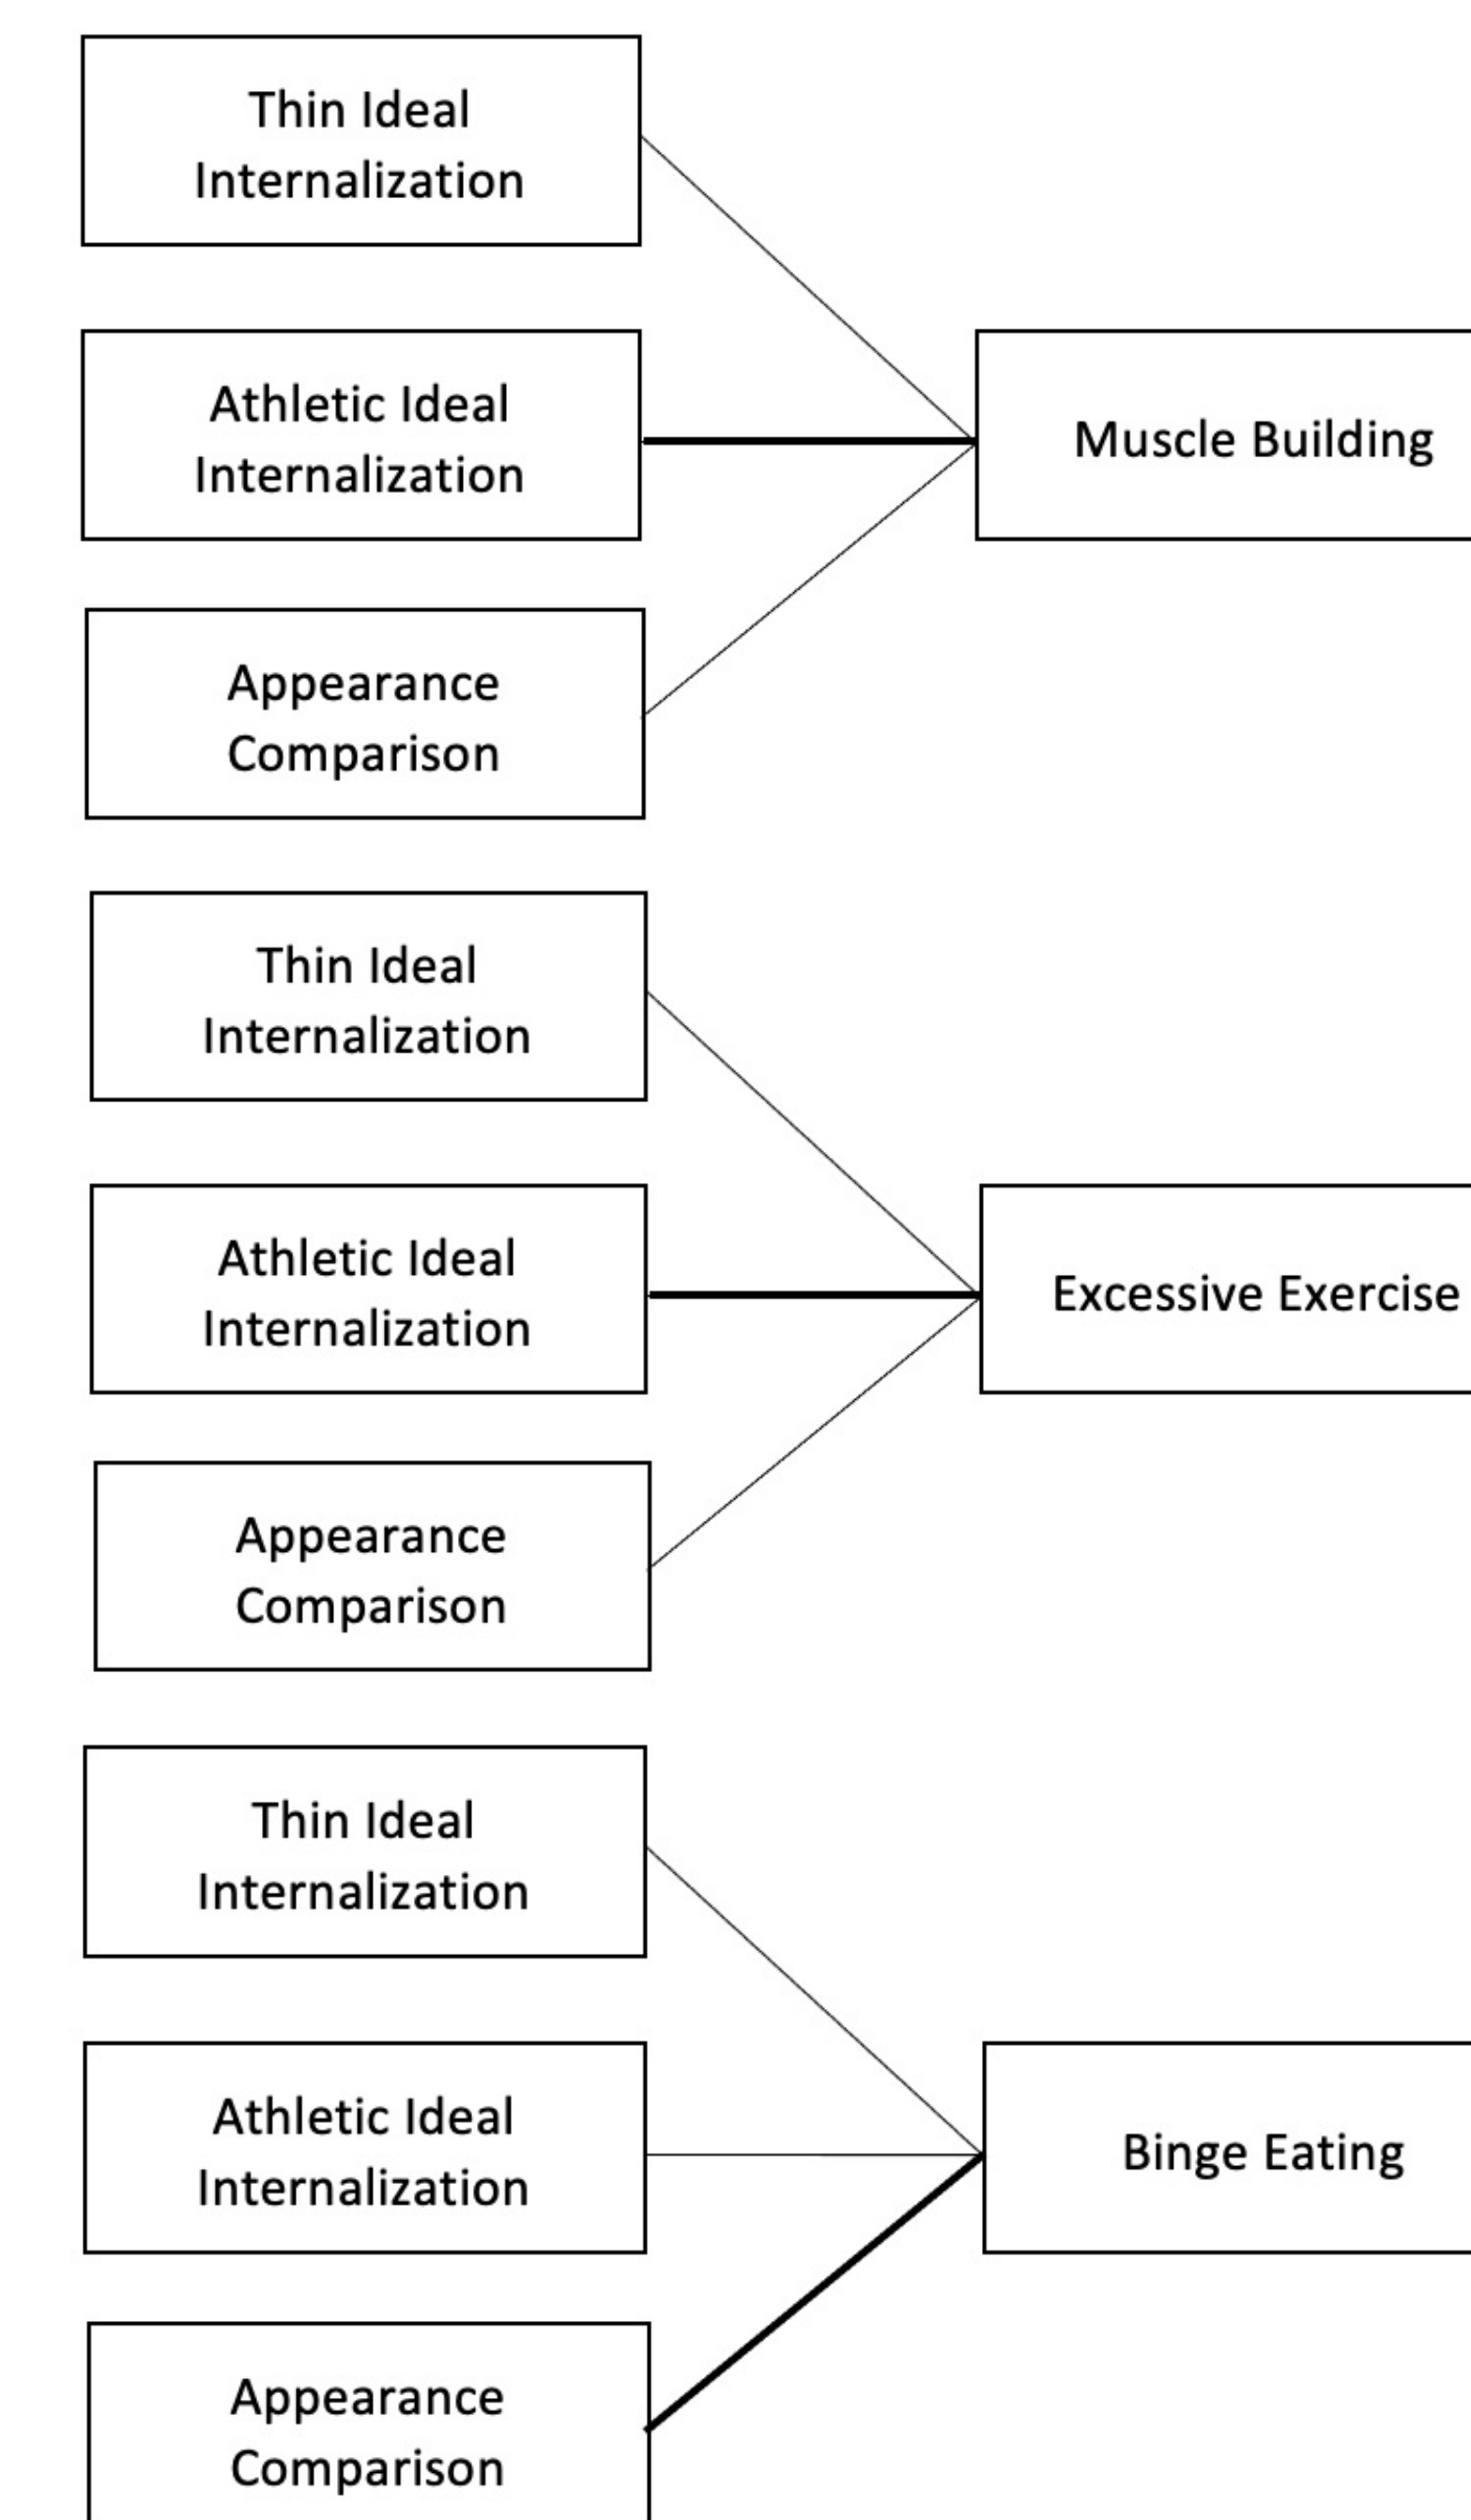 Thin Ideal
Internalization
Athletic Ideal
Internalization
Muscle Building
Appearance
Comparison
Thin Ideal
Internalization
Athletic Ideal
Internalization
Excessive Exercise
Appearance
Comparison
Thin Ideal
Internalization
Athletic Ideal
Internalization
Binge Eating
Appearance
Comparison